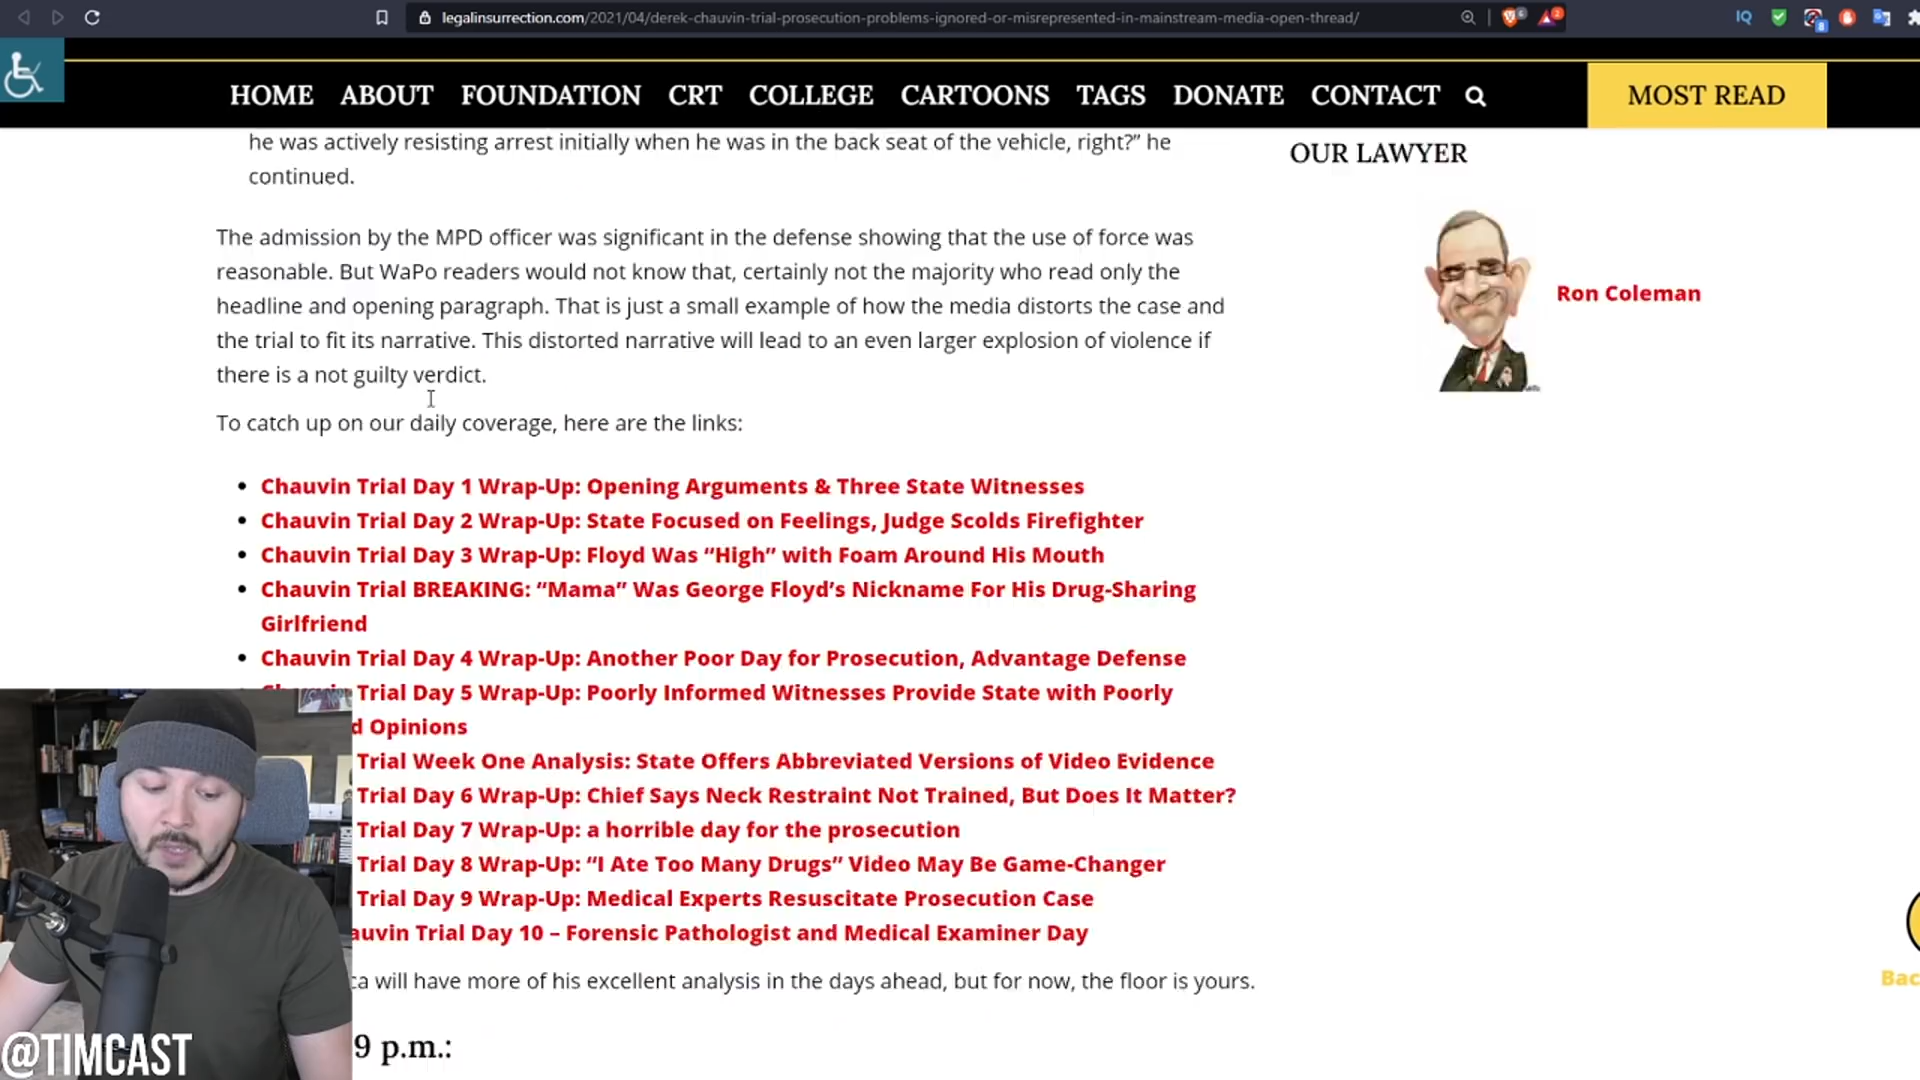 legalinsurrection.com/2021/04/derek-chauvin-trial-prosecution-problems-ignored-or-misrepresented-in-mainstream-media-open-thread/
HOME ABOUT FOUNDATION CRT COLLEGE CARTOONS TAGS DONATE CONTACT MOST READ
he was actively resisting arrest initially when he was in the back seat of the vehicle, right?” he
continued.
OUR LAWYER
Ron Coleman
The admission by the MPD officer was significant in the defense showing that the use of force was
reasonable. But WaPo readers would not know that, certainly not the majority who read only the
headline and opening paragraph. That is just a small example of how the media distorts the case and
the trial to fit its narrative. This distorted narrative will lead to an even larger explosion of violence if
there is a not guilty verdict.
To catch up on our daily coverage, here are the links:
• Chauvin Trial Day 1 Wrap-Up: Opening Arguments & Three State Witnesses
• Chauvin Trial Day 2 Wrap-Up: State Focused on Feelings, Judge Scolds Firefighter
• Chauvin Trial Day 3 Wrap-Up: Floyd Was “High” with Foam Around His Mouth
• Chauvin Trial BREAKING: “Mama” Was George Floyd’s Nickname For His Drug-Sharing
Girlfriend
• Chauvin Trial Day 4 Wrap-Up: Another Poor Day for Prosecution, Advantage Defense
Trial Day 5 Wrap-Up: Poorly Informed Witnesses Provide State with Poorly
d Opinions
Trial Week One Analysis: State Offers Abbreviated Versions of Video Evidence
Trial Day 6 Wrap-Up: Chief Says Neck Restraint Not Trained, But Does It Matter?
Trial Day 7 Wrap-Up: a horrible day for the prosecution
Trial Day 8 Wrap-Up: “I Ate Too Many Drugs” Video May Be Game-Changer
Trial Day 9 Wrap-Up: Medical Experts Resuscitate Prosecution Case
auvin Trial Day 10 – Forensic Pathologist and Medical Examiner Day
ca will have more of his excellent analysis in the days ahead, but for now, the floor is yours.
Bac
9 p.m.:
@TIMCAST